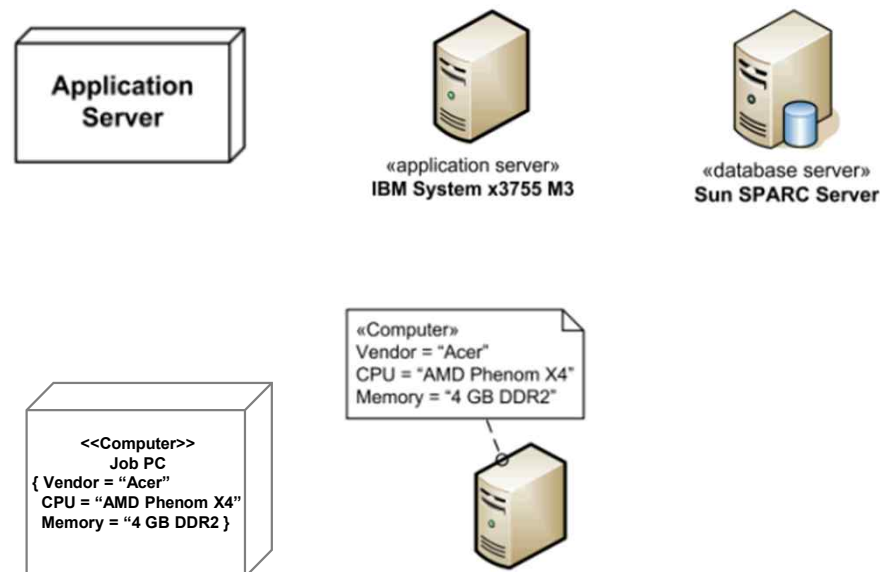 Application
Server
«application server»
IBM System x3755 M3
«database server»
Sun SPARC Server
«Computer»
Vendor = “Acer”
CPU = “AMD Phenom X4”
Memory = “4 GB DDR2”
<<Computer>>
Job PC
{ Vendor = “Acer”
CPU = “AMD Phenom X4”
Memory = “4 GB DDR2 }